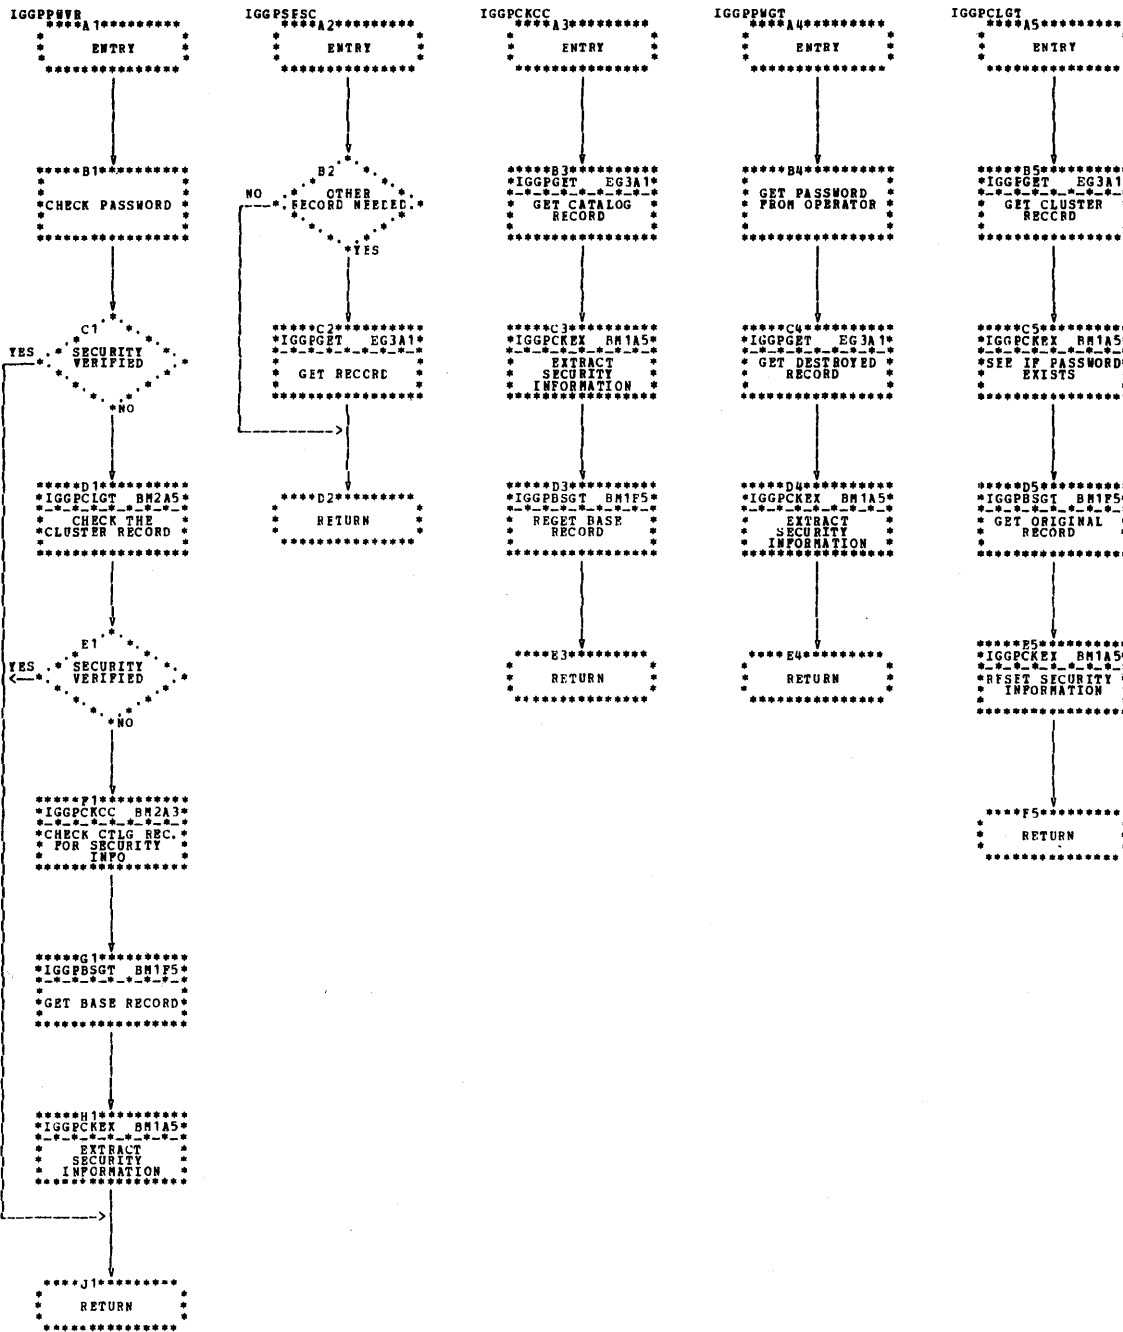 IGGPPWVR
A1
ENTRY
B1
CHECK PASSWORD
C1
SECURITY
VERIFIED
YES
NO
D1
IGGPCLGT BM2A5
CHECK THE
CLUSTER RECORD
E1
SECURITY
VERIFIED
YES
NO
F1
IGGPCKCC BM2A3
CHECK CTLG REC.
FOR SECURITY
INFO
G1
IGGPBSGT BM1F5
GET BASE RECORD
H1
IGGPCKEX BM1A5
EXTRACT
SECURITY
INFORMATION
J1
RETURN
IGGPSFSC
A2
ENTRY
B2
OTHER
RECORD NEEDED
NO
YES
C2
IGGPGET EG3A1
GET RECORD
D2
RETURN
IGGPCKCC
A3
ENTRY
B3
IGGPGET EG3A1
GET CATALOG
RECORD
C3
IGGPCKEX BM1A5
EXTRACT
SECURITY
INFORMATION
D3
IGGPBSGT BM1F5
REGET BASE
RECORD
E3
RETURN
IGGPPWGT
A4
ENTRY
B4
GET PASSWORD
FROM OPERATOR
C4
IGGPGET EG3A1
GET DESTROYED
RECORD
D4
IGGPCKEX BM1A5
EXTRACT
SECURITY
INFORMATION
E4
RETURN
IGGPCLGT
A5
ENTRY
B5
IGGPGET EG3A1
GET CLUSTER
RECORD
C5
IGGPCKEX BM1A5
SEE IF PASSWORD
EXISTS
D5
IGGPBSGT BM1F5
GET ORIGINAL
RECORD
E5
IGGPCKEX BM1A5
RESET SECURITY
INFORMATION
F5
RETURN